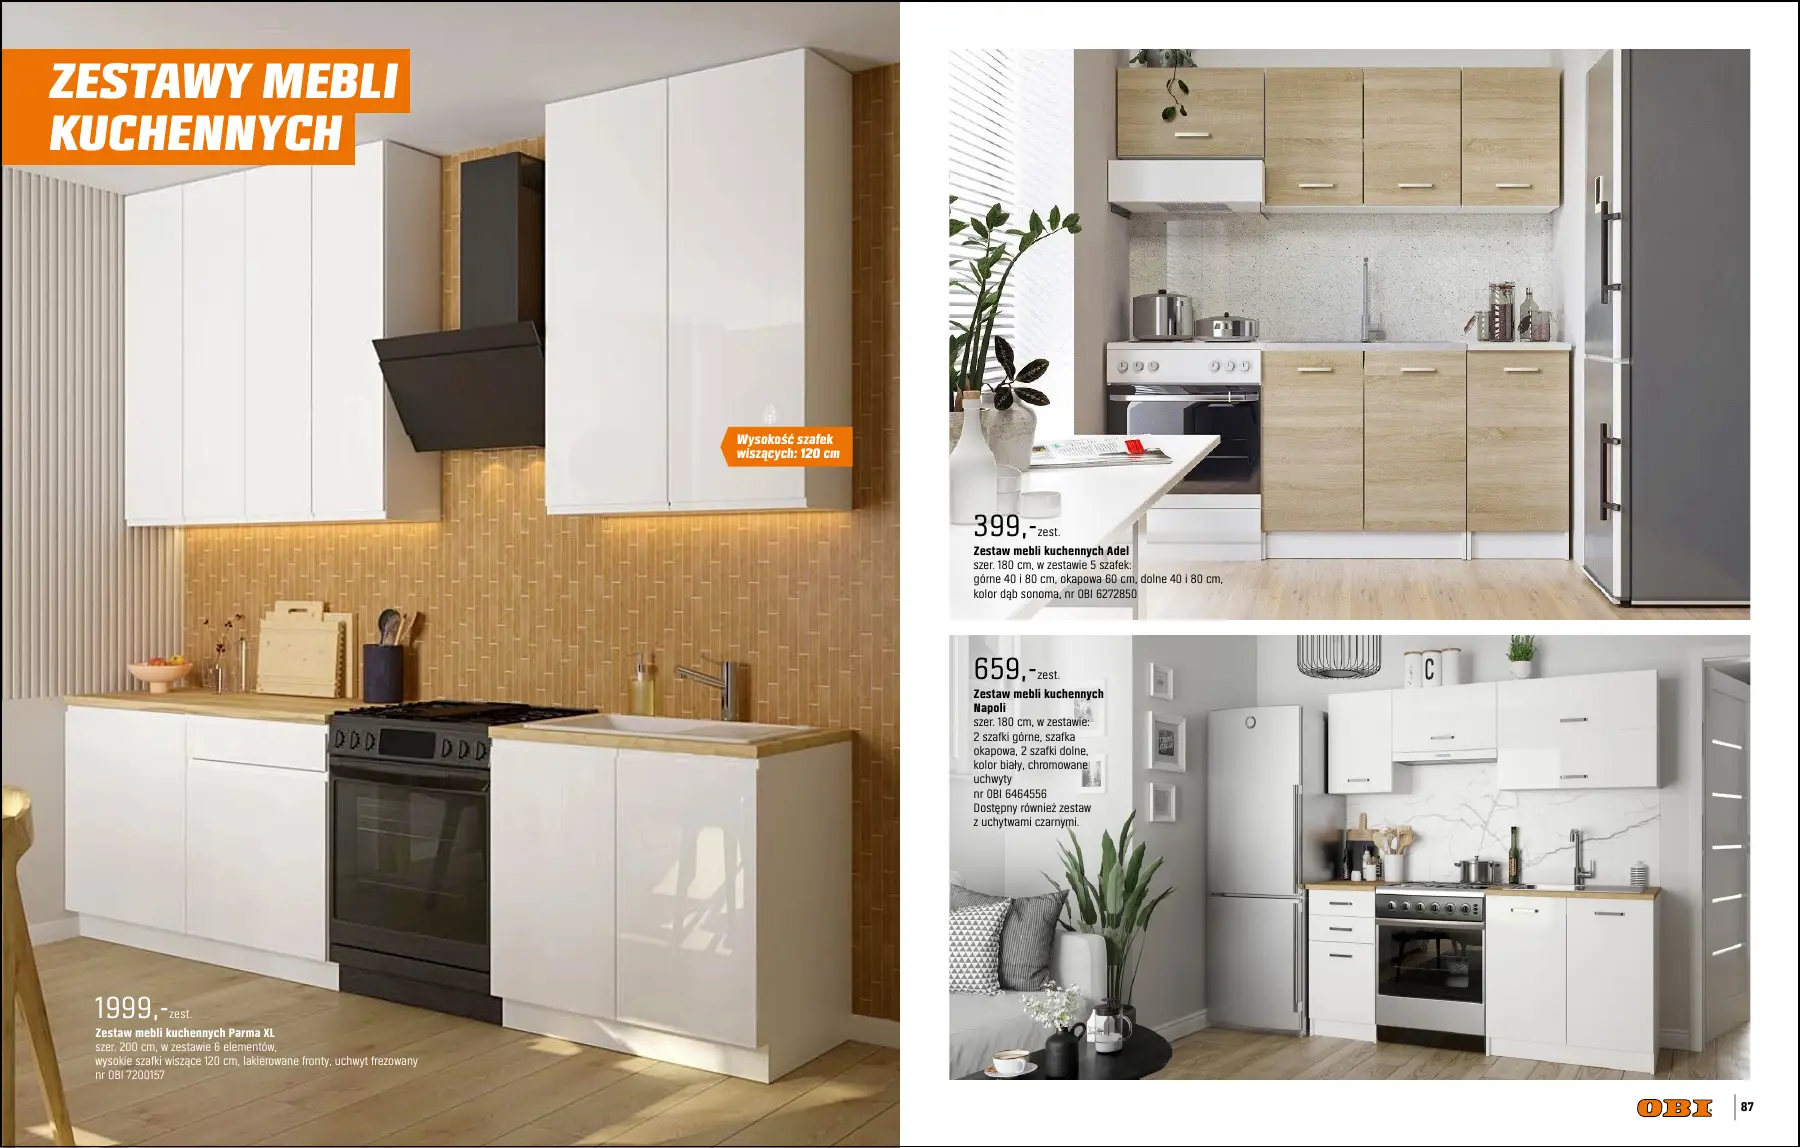 ZESTAWY MEBLI
KUCHENNYCH
Wysokość szafek
wiszących: 120 cm
1999,-zest.
Zestaw mebli kuchennych Parma XL
szer. 200 cm, w zestawie 6 elementów,
wysokie szafki wiszące 120 cm, lakierowane fronty, uchwyt frezowany
nr OBI 7200157
399,-zest.
Zestaw mebli kuchennych Adel
szer. 180 cm, w zestawie 5 szafek:
górne 40 i 80 cm, okapowa 60 cm, dolne 40 i 80 cm,
kolor dąb sonoma, nr OBI 6272850
659,-zest.
Zestaw mebli kuchennych
Napoli
szer. 180 cm, w zestawie:
2 szafki górne, szafka
okapowa, 2 szafki dolne,
kolor biały, chromowane
uchwyty
nr OBI 6464556
Dostępny również zestaw
z uchytwami czarnymi.
C
OBI
87